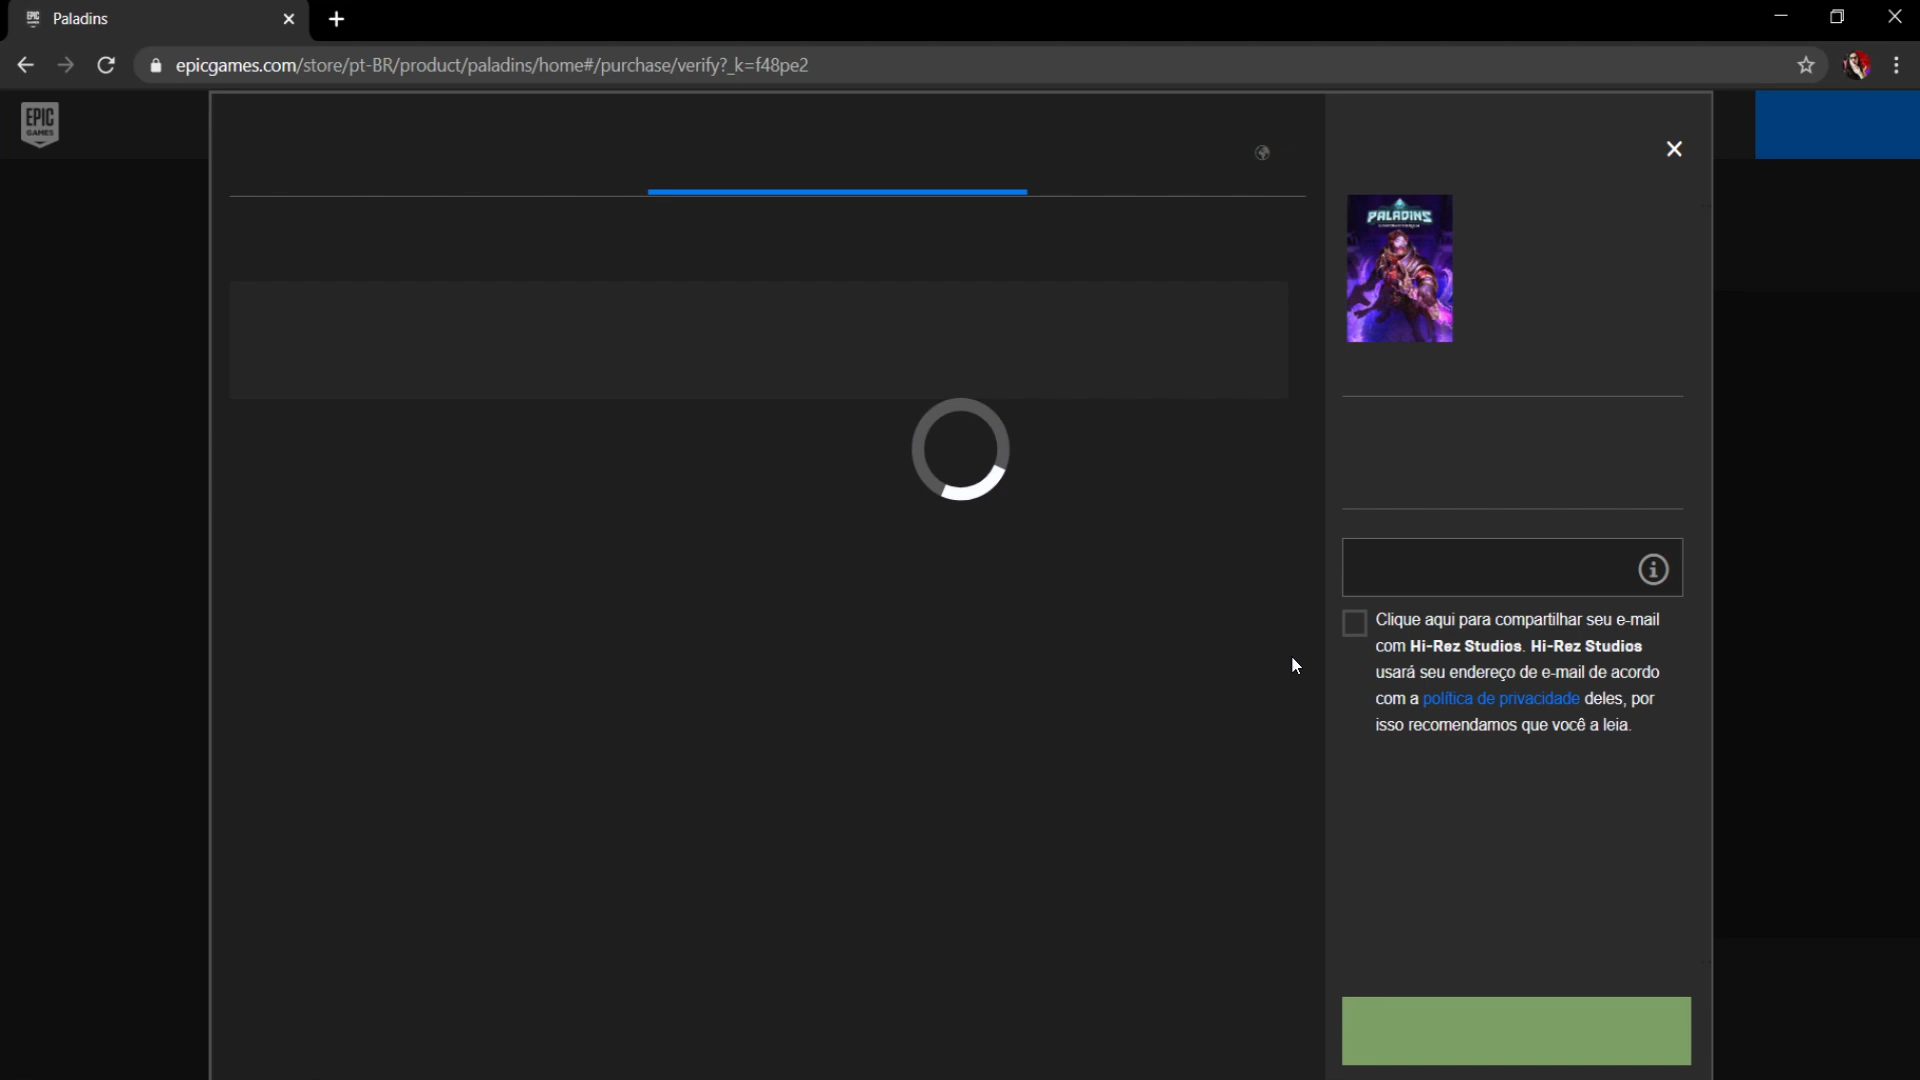 Paladins
epicgames.com/store/pt-BR/product/paladins/home#/purchase/verify?_k=f48pe2
EPIC
GAMES
PALADINS
Clique aqui para compartilhar seu e-mail
com Hi-Rez Studios. Hi-Rez Studios
usará seu endereço de e-mail de acordo
com a política de privacidade deles, por
isso recomendamos que você a leia.